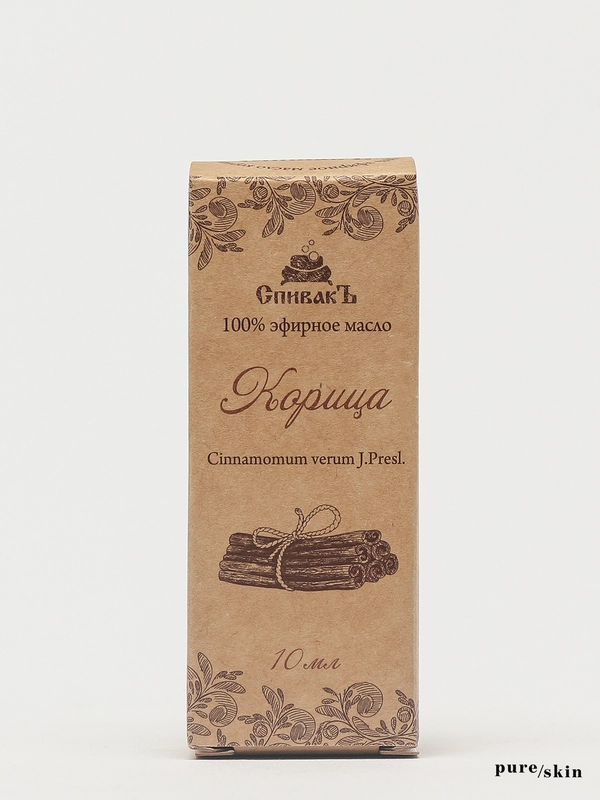 СпивакЪ
100% эфирное масло
Корица
Cinnamomum verum J.Presl.
10 мл
pure/skin